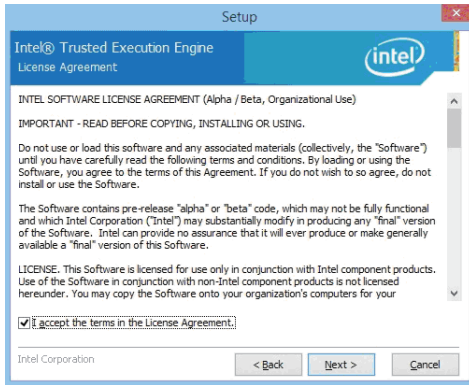 Setup
Intel® Trusted Execution Engine
License Agreement
intel
INTEL SOFTWARE LICENSE AGREEMENT (Alpha / Beta, Organizational Use)
IMPORTANT - READ BEFORE COPYING, INSTALLING OR USING.
Do not use or load this software and any associated materials (collectively, the "Software")
until you have carefully read the following terms and conditions. By loading or using the
Software, you agree to the terms of this Agreement. If you do not wish to so agree, do not
install or use the Software.
The Software contains pre-release "alpha" or "beta" code, which may not be fully functional
and which Intel Corporation ("Intel") may substantially modify in producing any "final" version
of the Software. Intel can provide no assurance that it will ever produce or make generally
available a "final" version of this Software.
LICENSE. This Software is licensed for use only in conjunction with Intel component products.
Use of the Software in conjunction with non-Intel component products is not licensed
hereunder. You may copy the Software onto your organization's computers for your
I accept the terms in the License Agreement.
Intel Corporation
< Back
Next >
Cancel